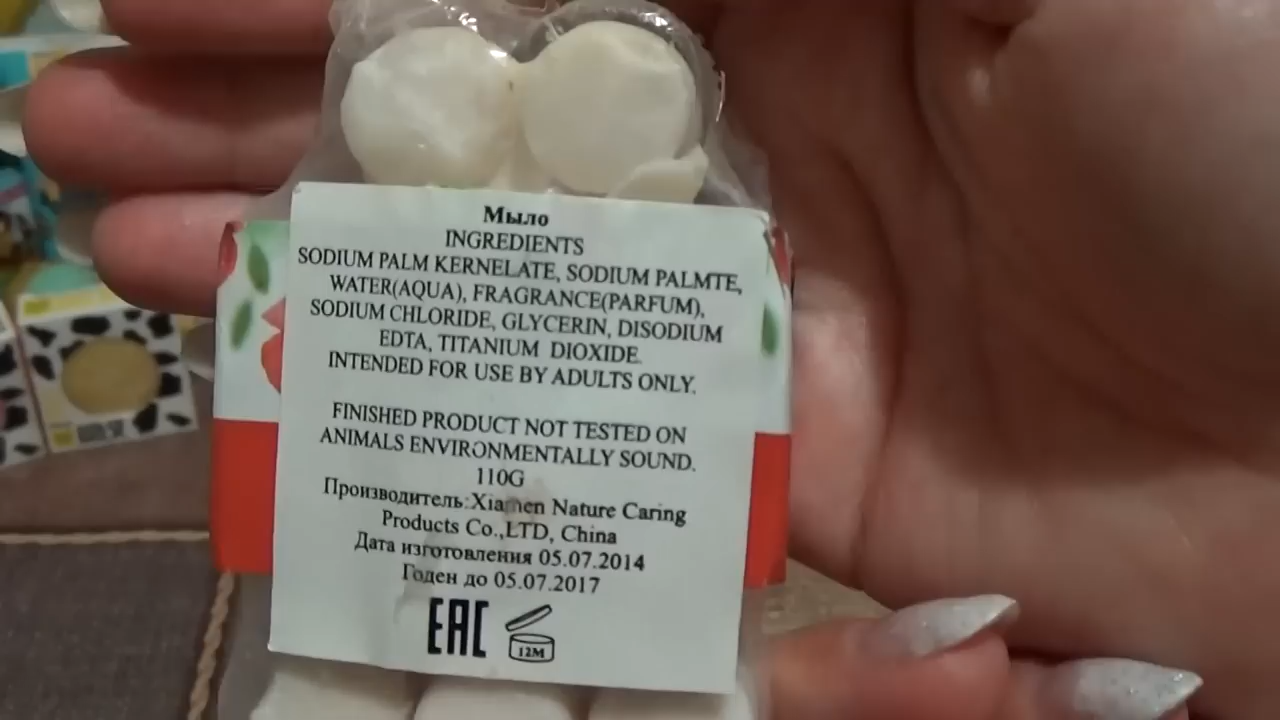 Мыло
INGREDIENTS
SODIUM PALM KERNELATE, SODIUM PALMTE,
WATER(AQUA), FRAGRANCE(PARFUM),
SODIUM CHLORIDE, GLYCERIN, DISODIUM
EDTA, TITANIUM DIOXIDE.
INTENDED FOR USE BY ADULTS ONLY.
FINISHED PRODUCT NOT TESTED ON
ANIMALS ENVIRONMENTALLY SOUND.
110G
Производитель:Xiamen Nature Caring
Products Co.,LTD, China
Дата изготовления 05.07.2014
Годен до 05.07.2017
EAC
12M